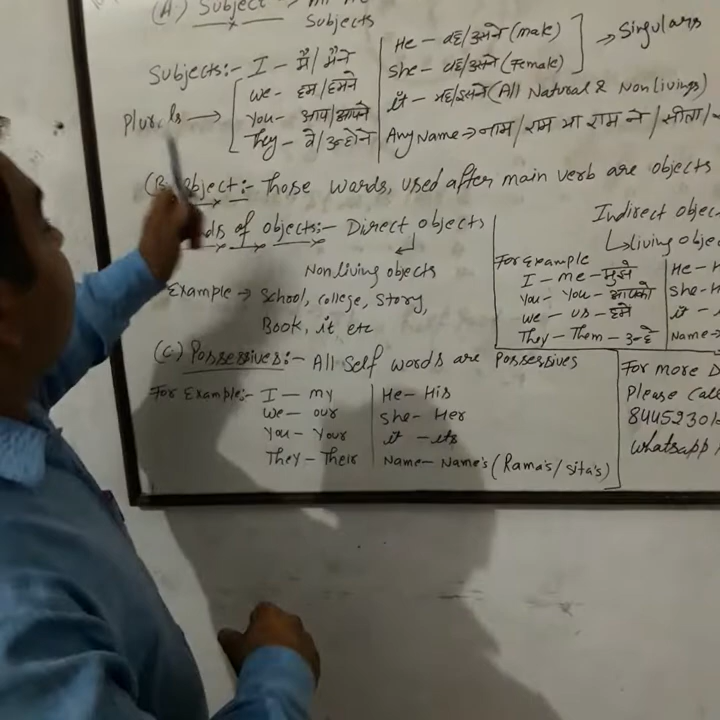 (A.) Subject →
Subjects
Subjects:- I - मैं/मैंने
we - हम/हमने
Plurals → You - आप/आपने
They - वे/उन्होंने
He - वह/उसने (male)
She - वह/उसने (Female)
→ Singulars
it - यह/इसने (All Natural & Nonlivings)
Any Name → नाम/राम या राम ने/सीता/
(B.) Object:- Those words, used after main verb are objects
of objects:- Direct objects
Nonliving objects
Example → School, college, Story,
Book, it etc
Indirect objec
↳ living objec
For Example
I - me - मुझे
You - You - आपको
we - us - हमे
They - Them - उन्हे
He - H
She - H
it - i
Name →
(C.) Possessives:- All Self words are Possessives
For Example:- I - my
we - our
You - Your
They - Their
He - His
She - Her
it - its
Name - Name's (Rama's/Sita's)
For more D
Please Call
whatsapp